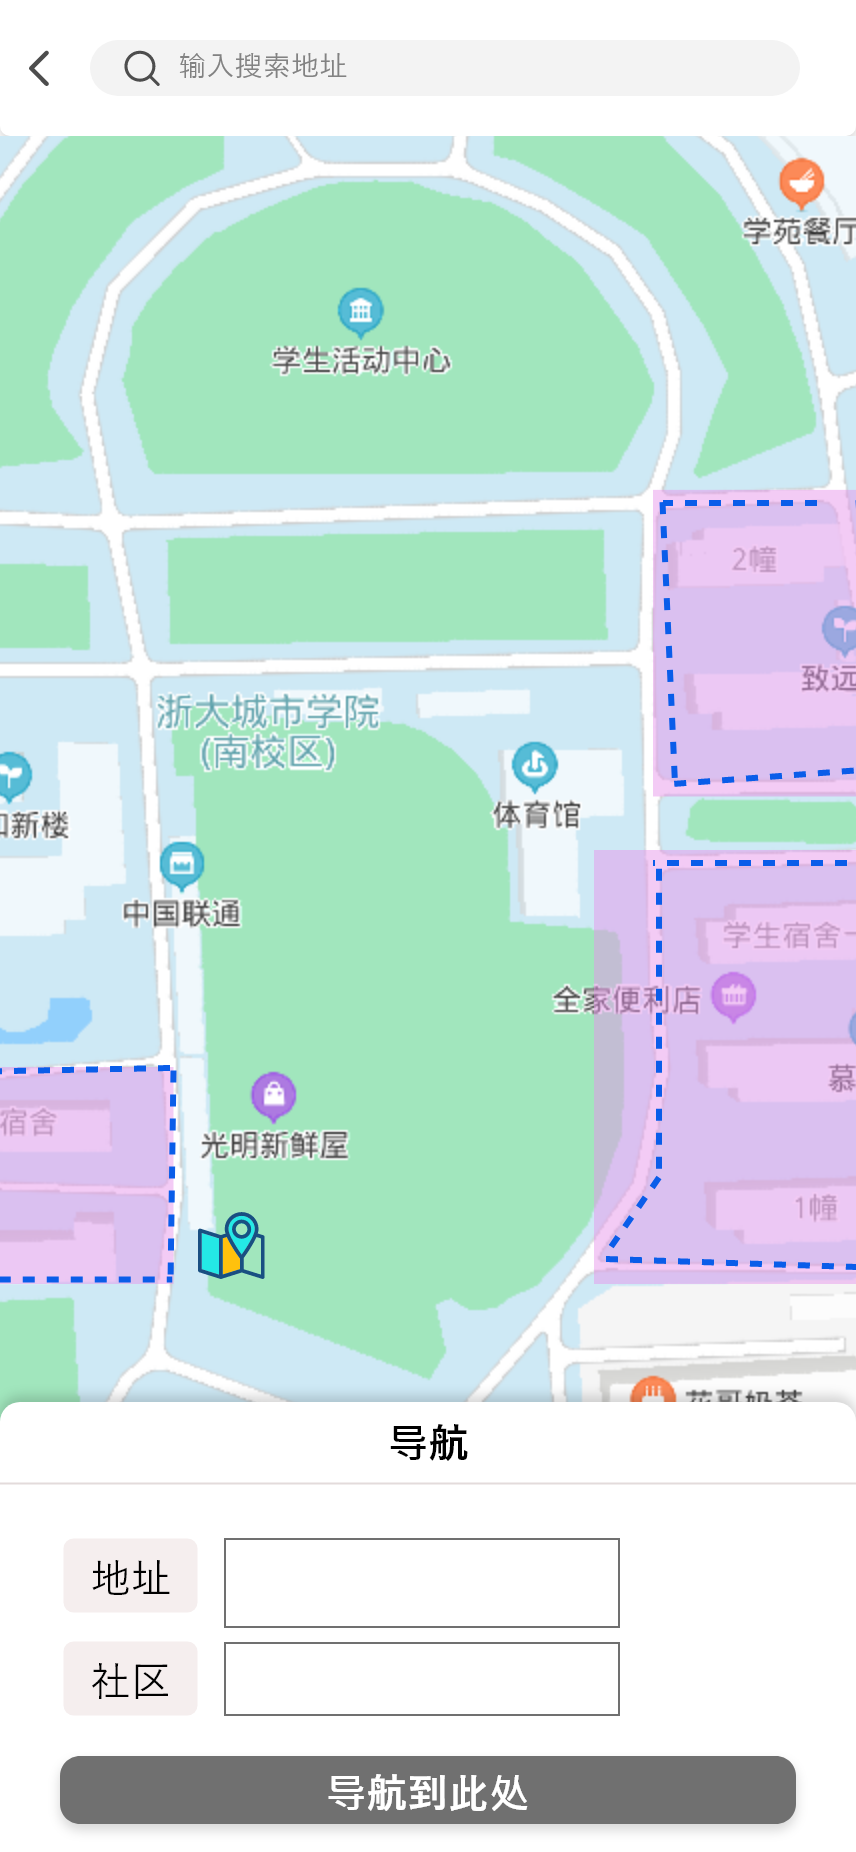 输入搜索地址
学苑餐厅
学生活动中心
2幢
致远
浙大城市学院
(南校区)
体育馆
新楼
中国联通
学生宿舍一
全家便利店
慕
宿舍
光明新鲜屋
1幢
导航
地址
社区
导航到此处